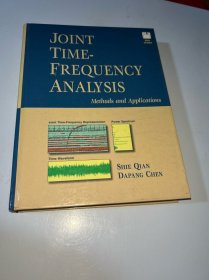 JOINT
TIME-
FREQUENCY
ANALYSIS
Methods and Applications
Joint Time-Frequency Representation
Power Spectrum
Time Waveform
SHIE QIAN
DAPANG CHEN